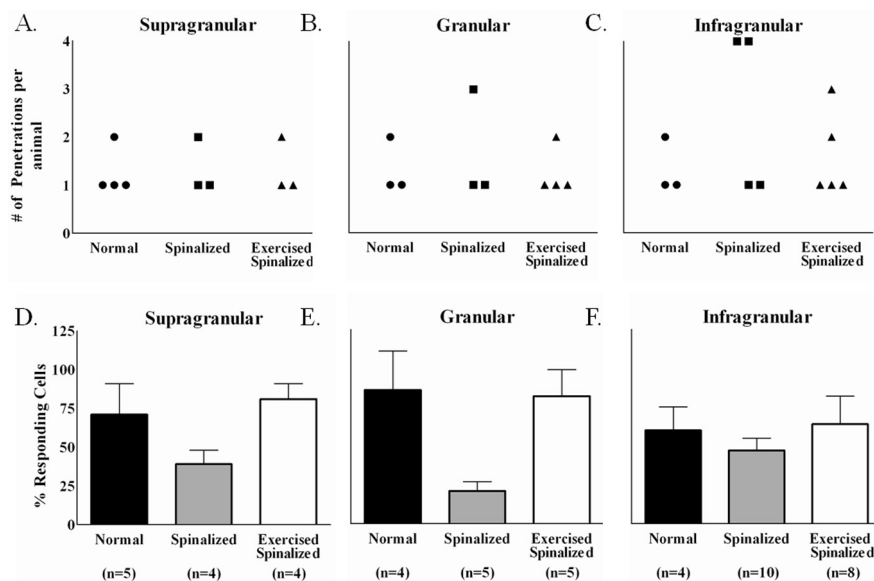 A. Supragranular B. Granular C. Infragranular
4
3
2
1
0
# of Penetrations per
animal
Normal Spinalized Exercised
Spinalized
Normal Spinalized Exercised
Spinalized
Normal Spinalized Exercised
Spinalized
D. Supragranular E. Granular F. Infragranular
125
100
75
50
25
0
% Responding Cells
Normal Spinalized Exercised
Spinalized
(n=5) (n=4) (n=4)
Normal Spinalized Exercised
Spinalized
(n=4) (n=5) (n=5)
Normal Spinalized Exercised
Spinalized
(n=4) (n=10) (n=8)